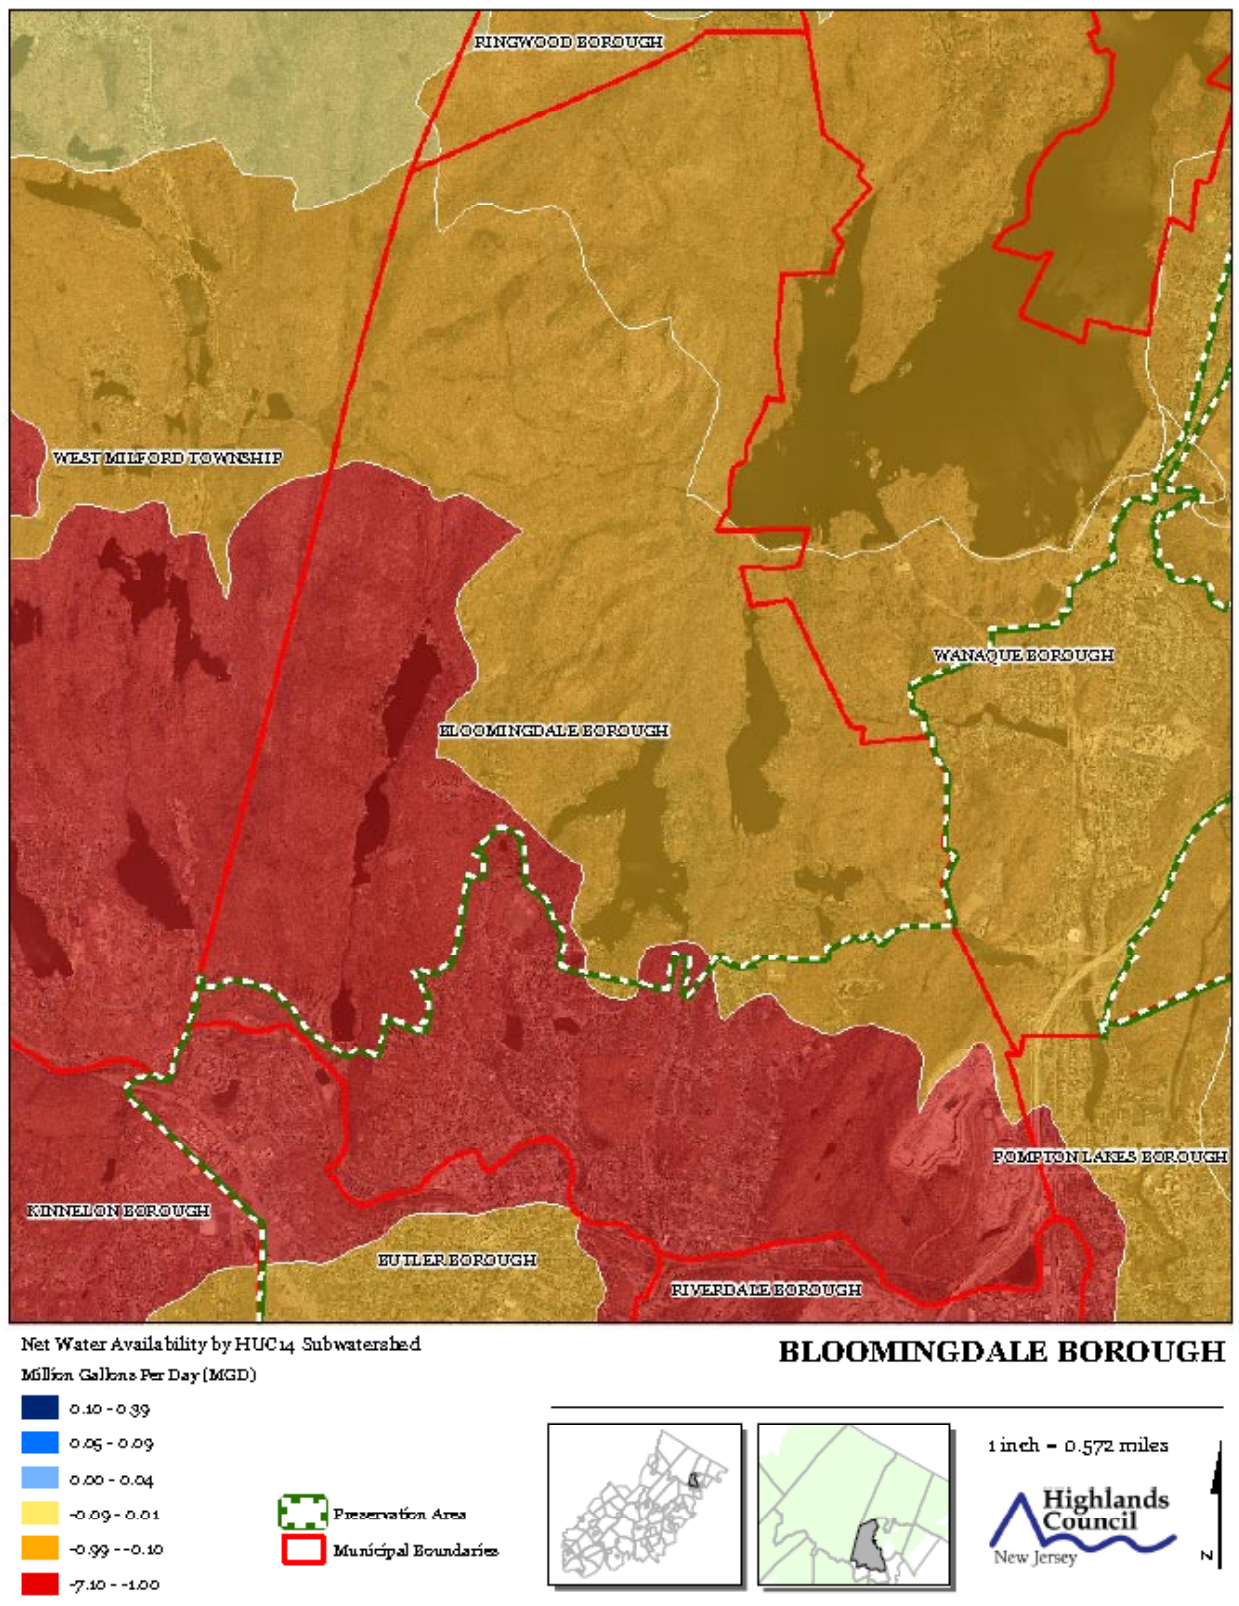 RINGWOOD BOROUGH
WEST MILFORD TOWNSHIP
WANAQUE BOROUGH
BLOOMINGDALE BOROUGH
POMPTON LAKES BOROUGH
KINNELON BOROUGH
BUTLER BOROUGH
RIVERDALE BOROUGH
Net Water Availability by HUC14 Subwatershed
Million Gallons Per Day (MGD)
0.10 - 0.39
0.05 - 0.09
0.00 - 0.04
-0.09 - 0.01
-0.99 - -0.10
-7.10 - -1.00
Preservation Area
Municipal Boundaries
BLOOMINGDALE BOROUGH
1 inch = 0.572 miles
Highlands
Council
New Jersey
N